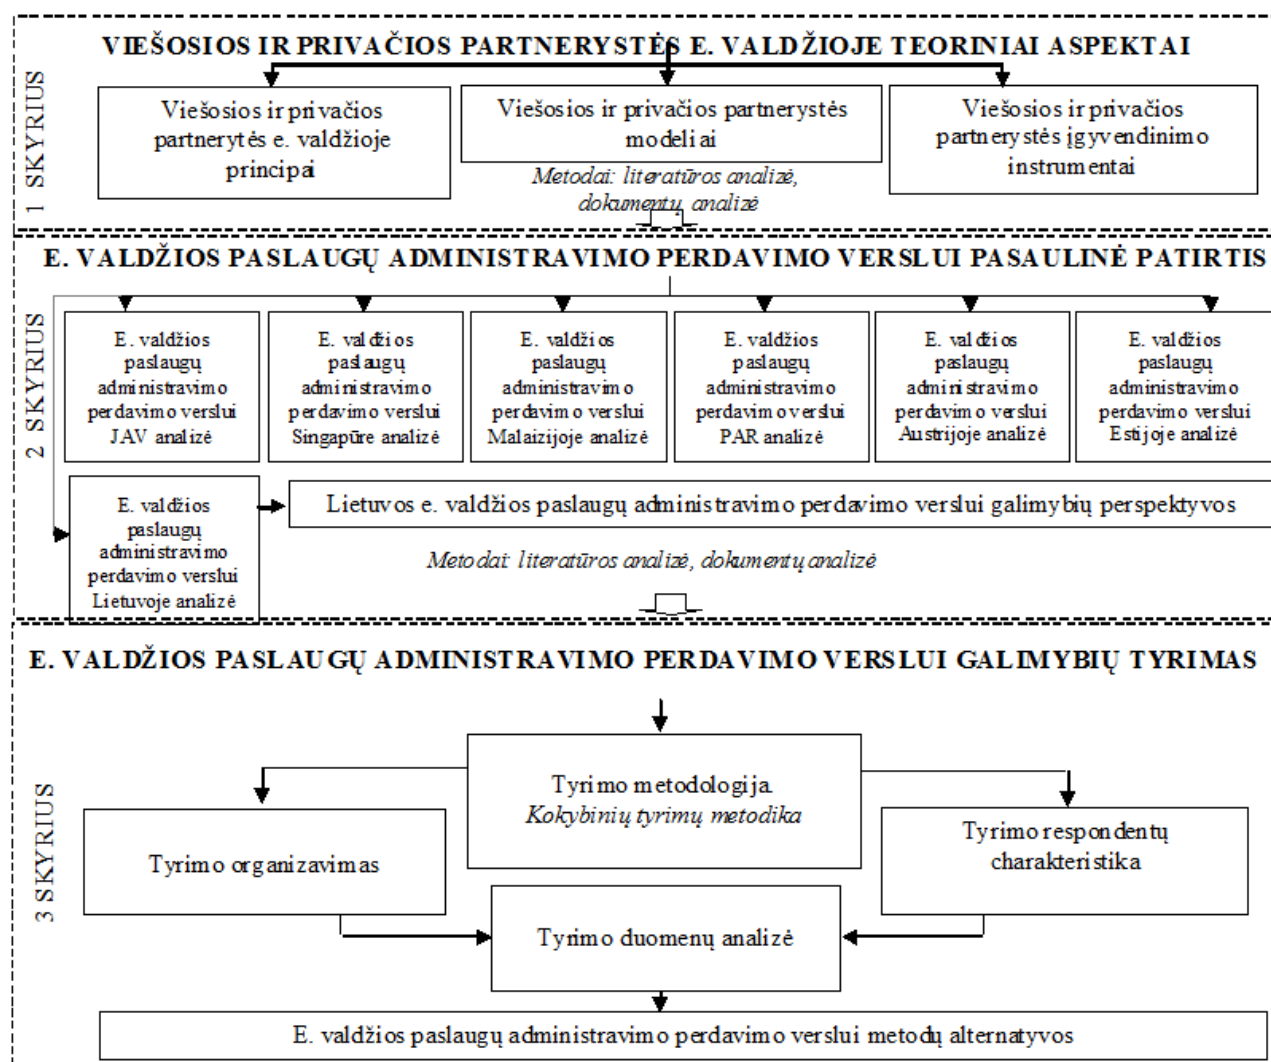 VIEŠOSIOS IR PRIVAČIOS PARTNERYSTĖS E. VALDŽIOJE TEORINIAI ASPEKTAI
1 SKYRIUS
Viešosios ir privačios
partnerytės e. valdžioje
principai
Viešosios ir privačios partnerystės
modeliai
Viešosios ir privačios
partnerystės įgyvendinimo
instrumentai
Metodai: literatūros analizė,
dokumentų analizė
E. VALDŽIOS PASLAUGŲ ADMINISTRAVIMO PERDAVIMO VERSLUI PASAULINĖ PATIRTIS
2 SKYRIUS
E. valdžios
paslaugų
administravimo
perdavimo verslui
JAV analizė
E. valdžios
paslaugų
administravimo
perdavimo verslui
Singapūre analizė
E. valdžios
paslaugų
administravimo
perdavimo verslui
Malaizijoje analizė
E. valdžios
paslaugų
administravimo
perdavimo verslui
PAR analizė
E. valdžios
paslaugų
administravimo
perdavimo verslui
Austrijoje analizė
E. valdžios
paslaugų
administravimo
perdavimo verslui
Estijoje analizė
E. valdžios
paslaugų
administravimo
perdavimo verslui
Lietuvoje analizė
Lietuvos e. valdžios paslaugų administravimo perdavimo verslui galimybių perspektyvos
Metodai: literatūros analizė, dokumentų analizė
E. VALDŽIOS PASLAUGŲ ADMINISTRAVIMO PERDAVIMO VERSLUI GALIMYBIŲ TYRIMAS
3 SKYRIUS
Tyrimo metodologija.
Kokybinių tyrimų metodika
Tyrimo organizavimas
Tyrimo respondentų
charakteristika
Tyrimo duomenų analizė
E. valdžios paslaugų administravimo perdavimo verslui metodų alternatyvos